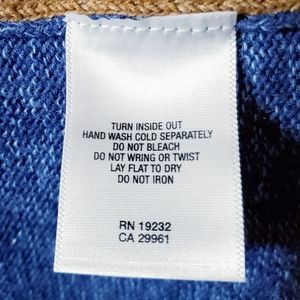 TURN INSIDE OUT
HAND WASH COLD SEPARATELY
DO NOT BLEACH
DO NOT WRING OR TWIST
LAY FLAT TO DRY
DO NOT IRON
RN 19232
CA 29961